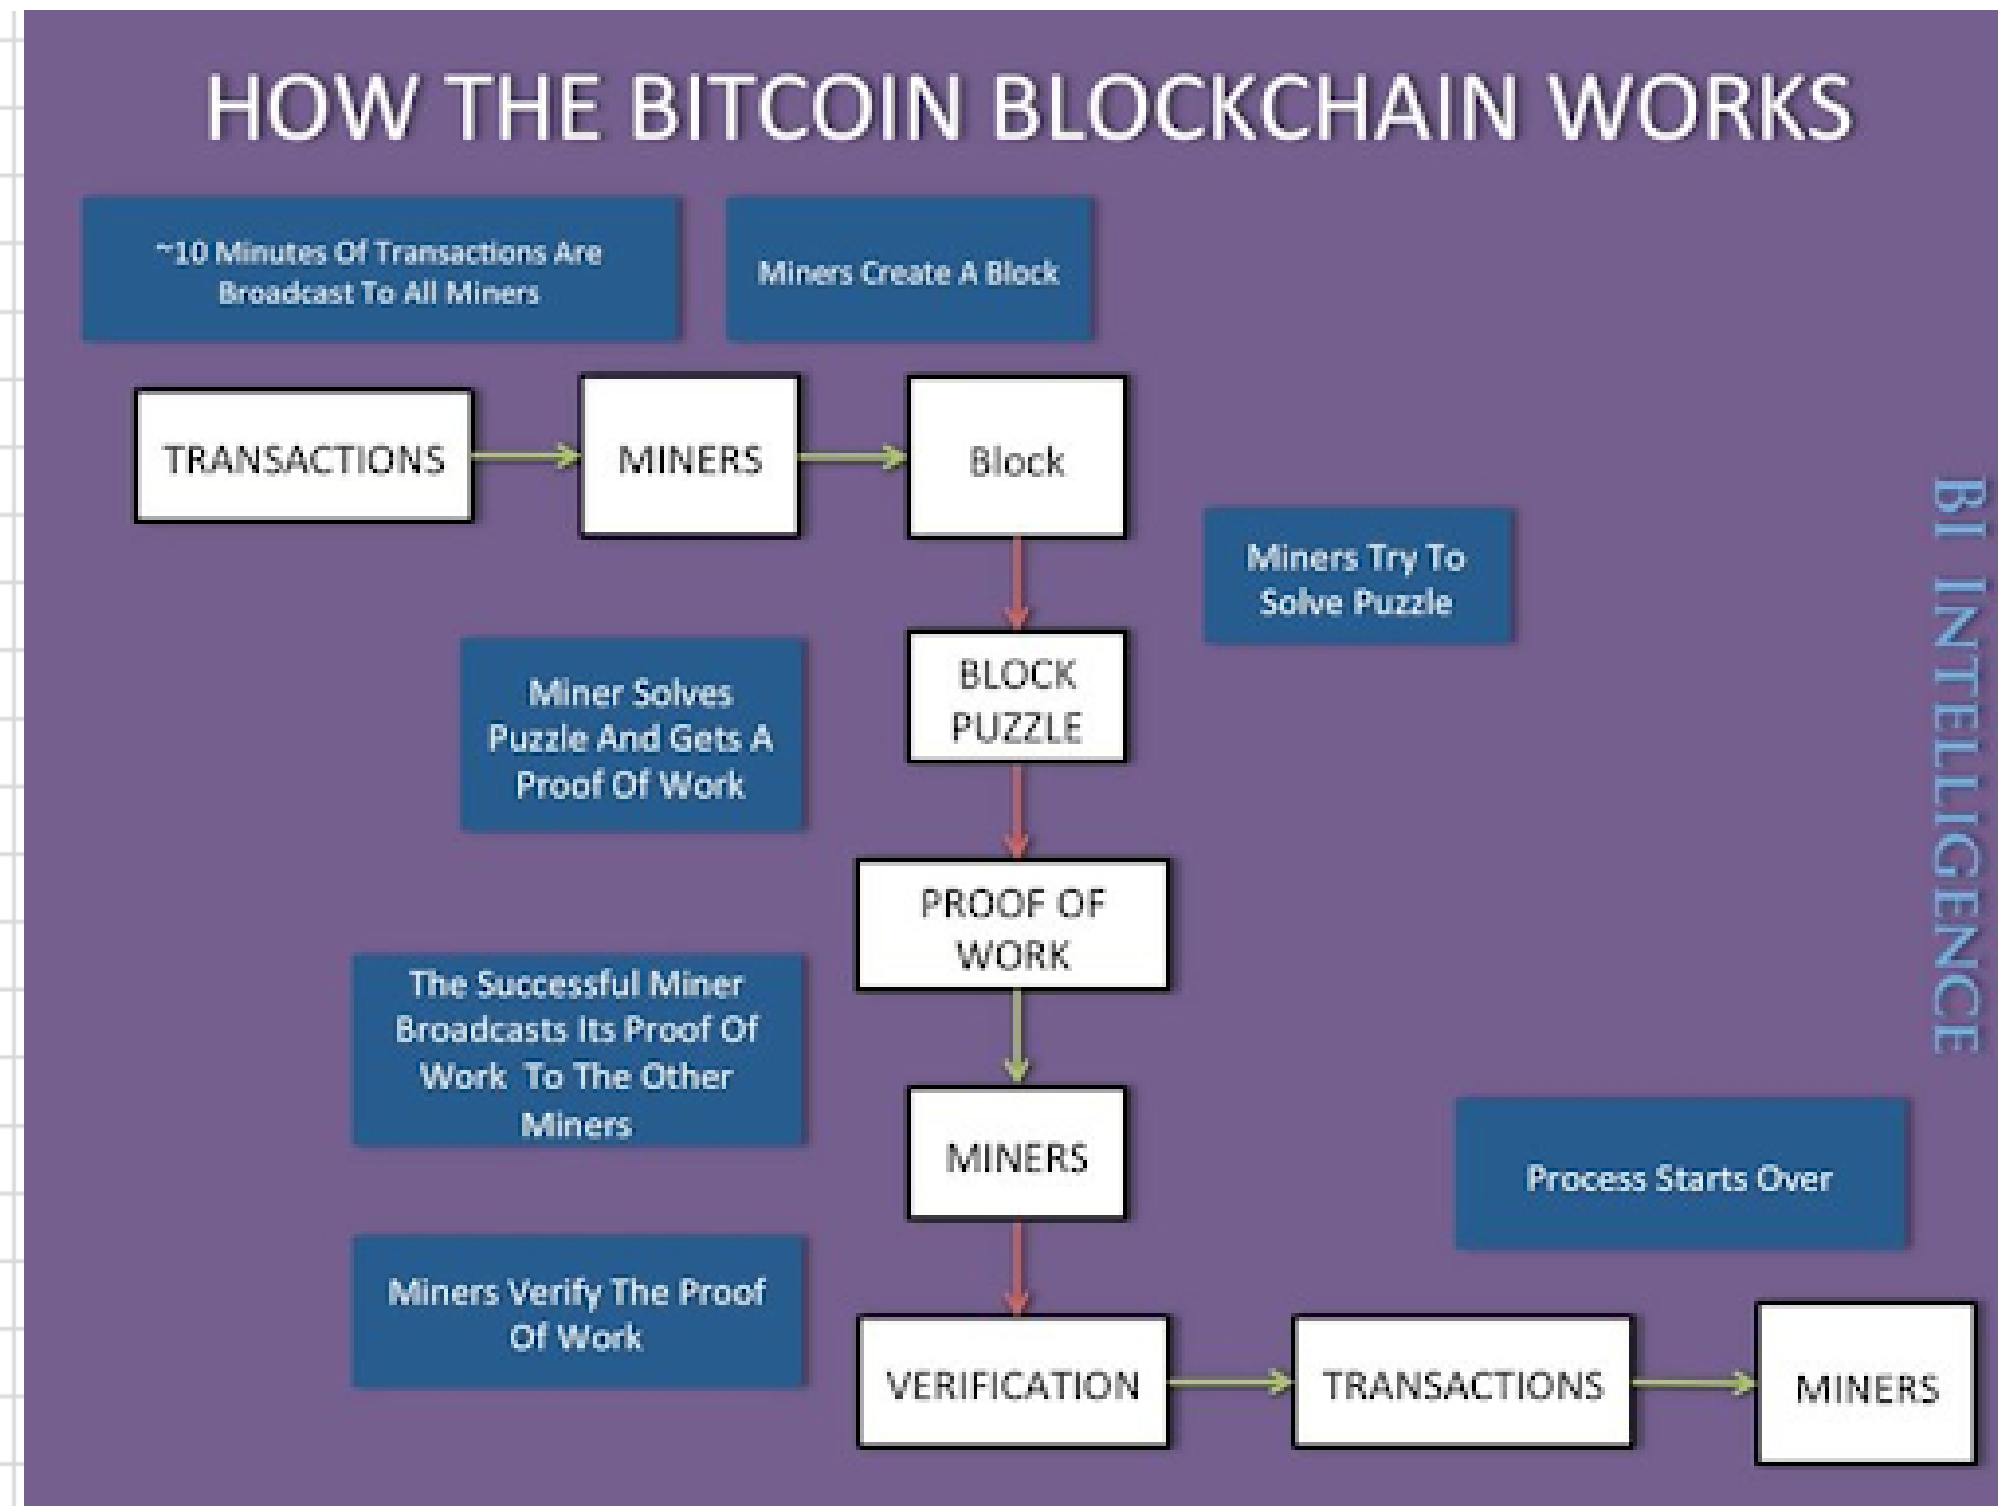 HOW THE BITCOIN BLOCKCHAIN WORKS
~10 Minutes Of Transactions Are
Broadcast To All Miners
Miners Create A Block
TRANSACTIONS
MINERS
Block
Miners Try To
Solve Puzzle
BLOCK
PUZZLE
Miner Solves
Puzzle And Gets A
Proof Of Work
PROOF OF
WORK
The Successful Miner
Broadcasts Its Proof Of
Work To The Other
Miners
MINERS
Miners Verify The Proof
Of Work
VERIFICATION
Process Starts Over
TRANSACTIONS
MINERS
BI INTELLIGENCE